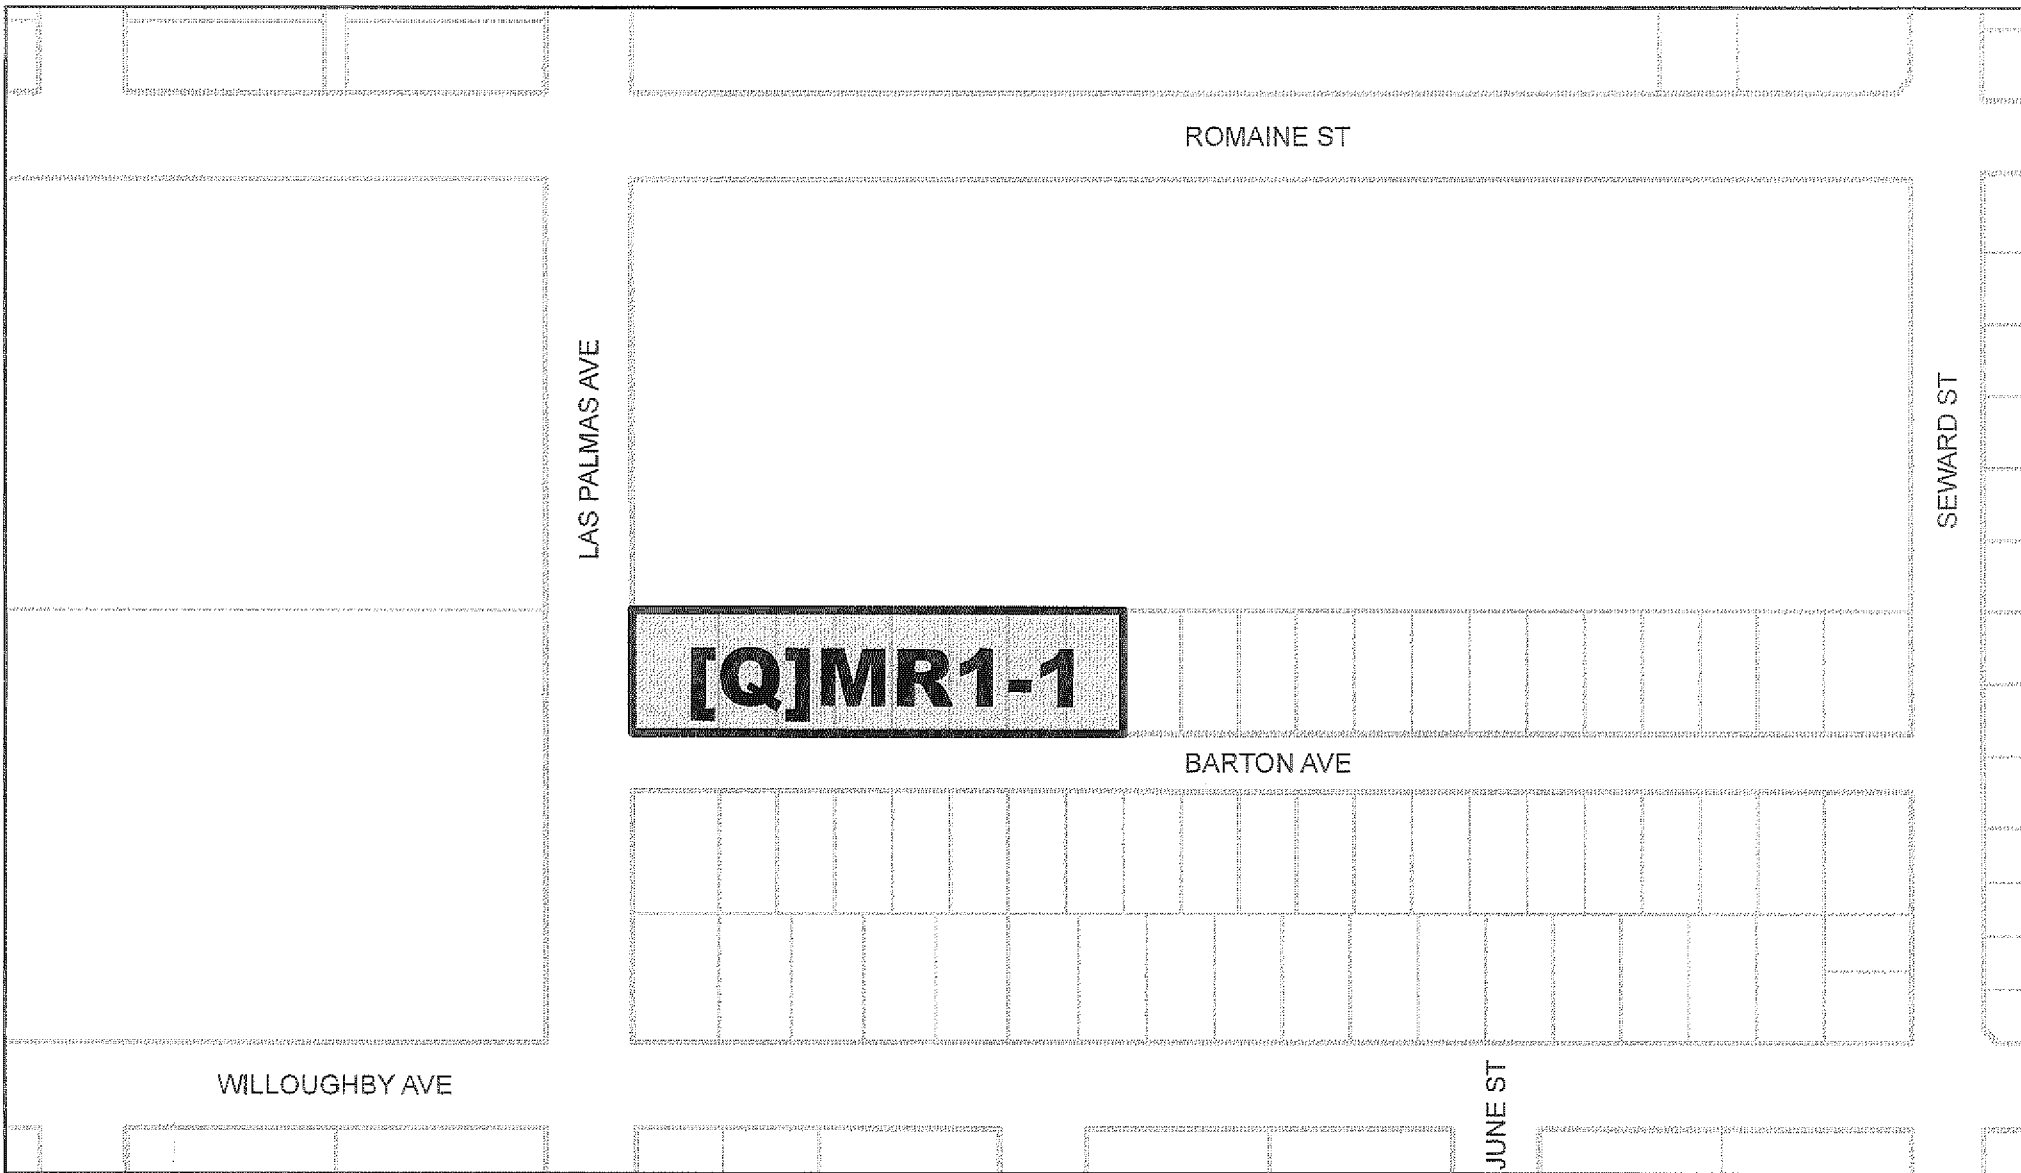 ROMAINE ST
LAS PALMAS AVE
SEWARD ST
[Q]MR1-1
BARTON AVE
WILLOUGHBY AVE
JUNE ST